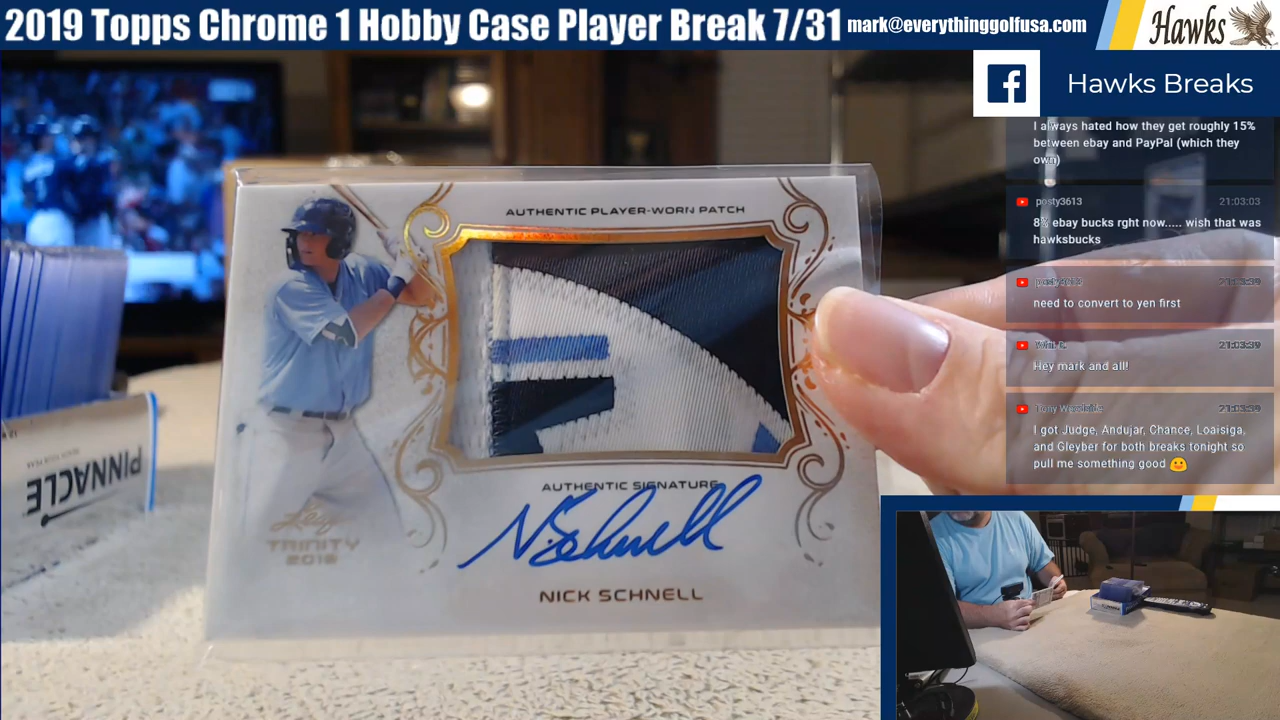 2019 Topps Chrome 1 Hobby Case Player Break 7/31
mark@everythinggolfusa.com
Hawks
Hawks Breaks
I always hated how they get roughly 15%
between ebay and PayPal (which they
own)
posty3613 21:03:03
8% ebay bucks rght now..... wish that was
hawksbucks
need to convert to yen first
Hey mark and all!
I got Judge, Andujar, Chance, Loaisiga,
and Gleyber for both breaks tonight so
pull me something good
AUTHENTIC PLAYER-WORN PATCH
AUTHENTIC SIGNATURE
N. Schnell
NICK SCHNELL
Leaf
TRINITY
PINNACLE